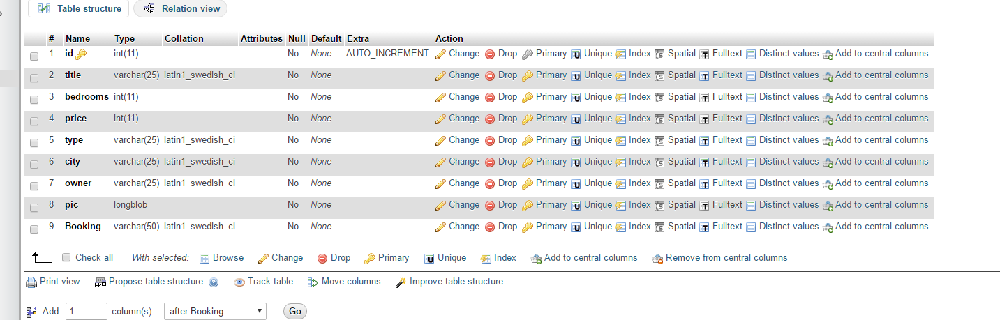 Table structure Relation view
# Name Type Collation Attributes Null Default Extra Action
1 id int(11) No None AUTO_INCREMENT Change Drop Primary Unique Index Spatial Fulltext Distinct values Add to central columns
2 title varchar(25) latin1_swedish_ci No None Change Drop Primary Unique Index Spatial Fulltext Distinct values Add to central columns
3 bedrooms int(11) No None Change Drop Primary Unique Index Spatial Fulltext Distinct values Add to central columns
4 price int(11) No None Change Drop Primary Unique Index Spatial Fulltext Distinct values Add to central columns
5 type varchar(25) latin1_swedish_ci No None Change Drop Primary Unique Index Spatial Fulltext Distinct values Add to central columns
6 city varchar(25) latin1_swedish_ci No None Change Drop Primary Unique Index Spatial Fulltext Distinct values Add to central columns
7 owner varchar(25) latin1_swedish_ci No None Change Drop Primary Unique Index Spatial Fulltext Distinct values Add to central columns
8 pic longblob No None Change Drop Primary Unique Index Spatial Fulltext Distinct values Add to central columns
9 Booking varchar(50) latin1_swedish_ci No None Change Drop Primary Unique Index Spatial Fulltext Distinct values Add to central columns
Check all With selected: Browse Change Drop Primary Unique Index Add to central columns Remove from central columns
Print view Propose table structure Track table Move columns Improve table structure
Add 1 column(s) after Booking Go